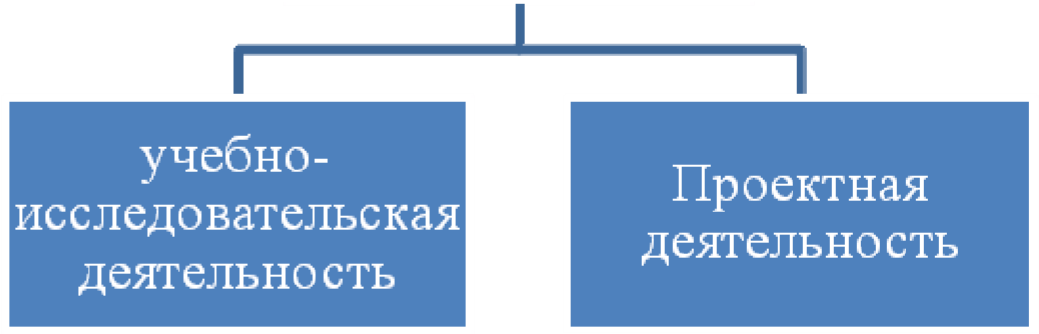 учебно-
исследовательская
деятельность
Проектная
деятельность